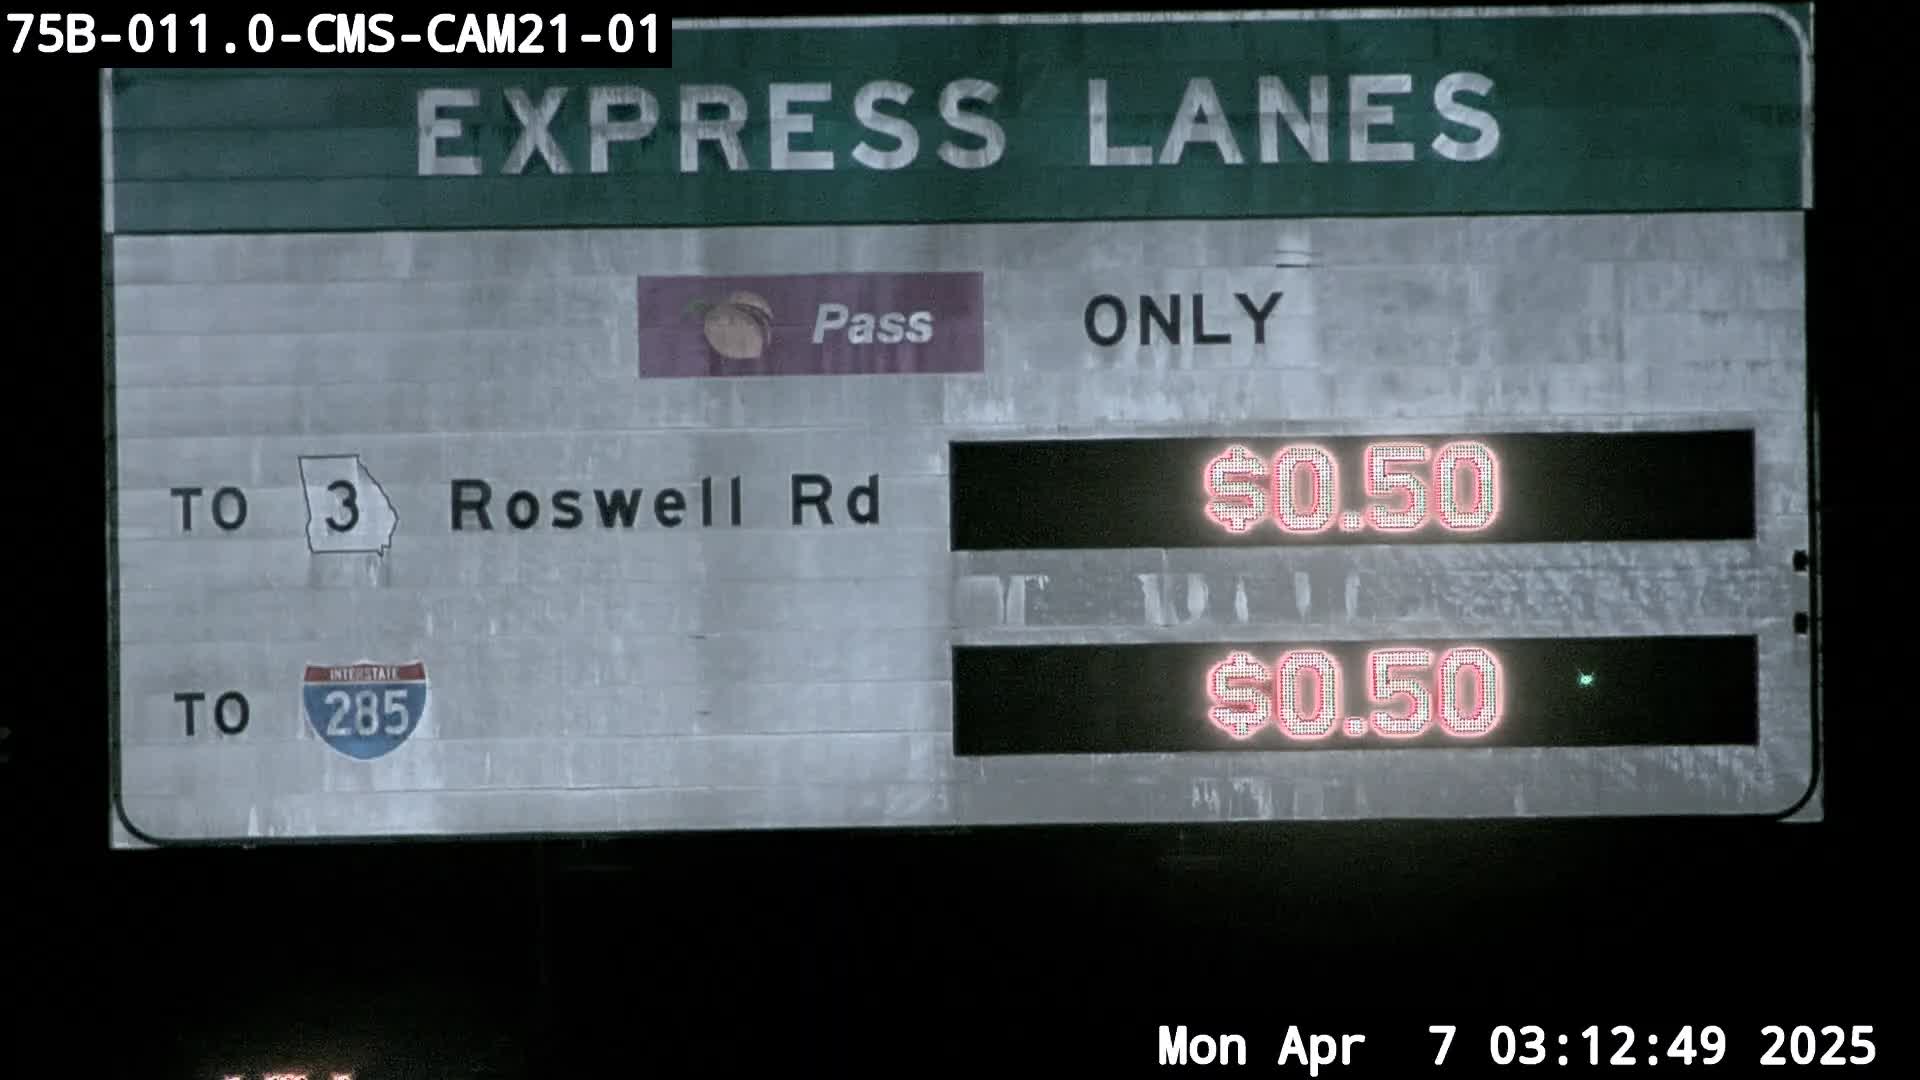 75B-011.0-CMS-CAM21-01
EXPRESS LANES
Pass ONLY
TO 3 Roswell Rd $0.50
TO INTERSTATE 285 $0.50
Mon Apr 7 03:12:49 2025